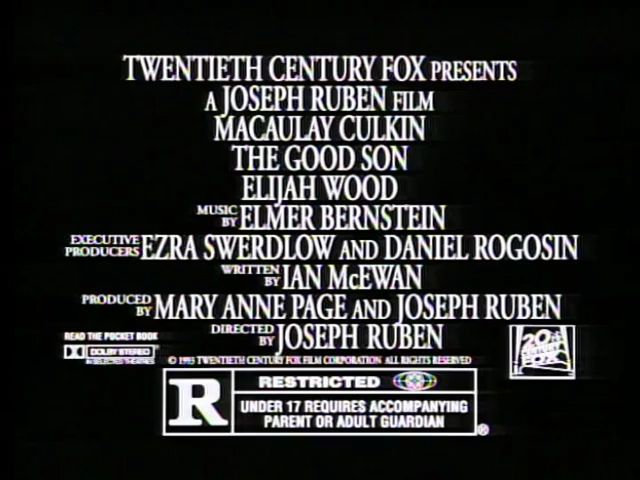 TWENTIETH CENTURY FOX PRESENTS
A JOSEPH RUBEN FILM
MACAULAY CULKIN
THE GOOD SON
ELIJAH WOOD
MUSIC BY ELMER BERNSTEIN
EXECUTIVE PRODUCERS EZRA SWERDLOW AND DANIEL ROGOSIN
WRITTEN BY IAN McEWAN
PRODUCED BY MARY ANNE PAGE AND JOSEPH RUBEN
DIRECTED BY JOSEPH RUBEN
READ THE POCKET BOOK
DOLBY STEREO
IN SELECTED THEATRES
© 1993 TWENTIETH CENTURY FOX FILM CORPORATION ALL RIGHTS RESERVED
20th CENTURY FOX
R RESTRICTED
UNDER 17 REQUIRES ACCOMPANYING
PARENT OR ADULT GUARDIAN ®